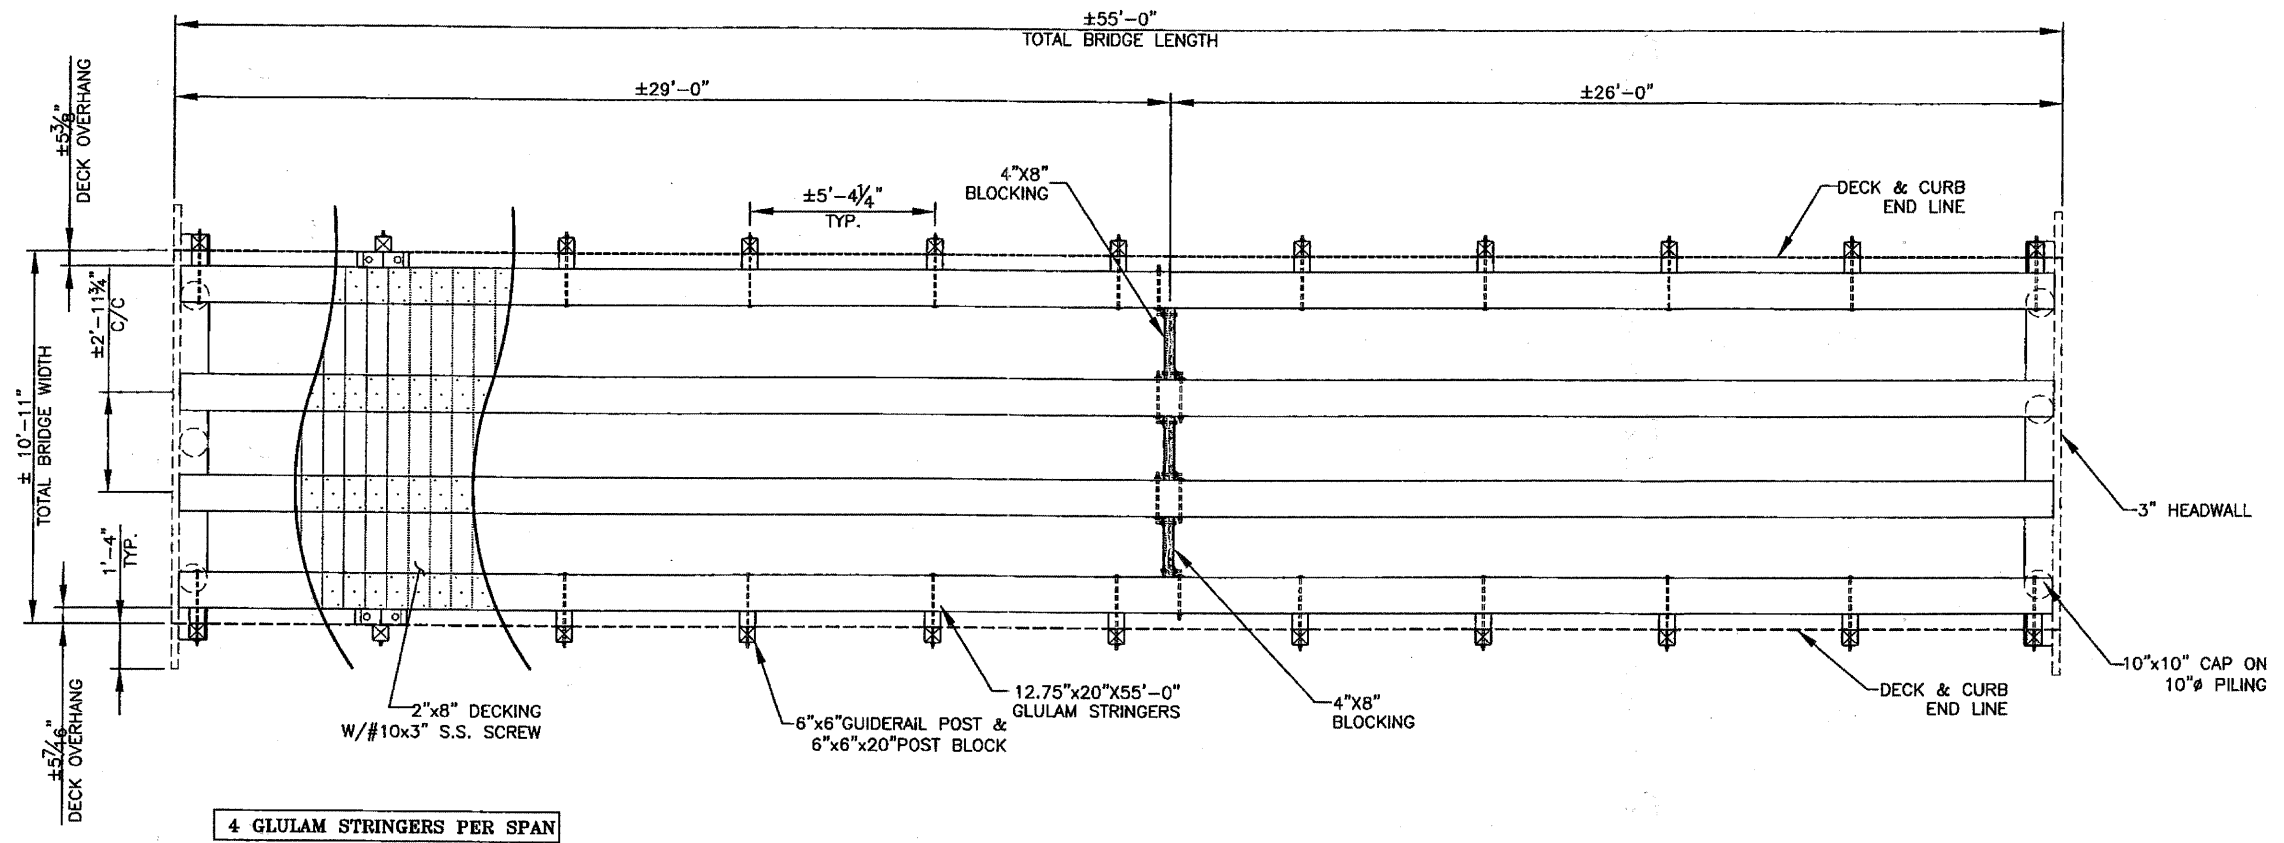 ±55'-0"
TOTAL BRIDGE LENGTH
±29'-0"
±26'-0"
±5⅜"
DECK OVERHANG
4"X8"
BLOCKING
±5'-4¼"
TYP.
DECK & CURB
END LINE
±2'-11¾"
C/C
± 10'-11"
TOTAL BRIDGE WIDTH
1'-4"
TYP.
3" HEADWALL
±5⁷⁄₁₆"
DECK OVERHANG
2"x8" DECKING
W/#10x3" S.S. SCREW
6"x6"GUIDERAIL POST &
6"x6"x20"POST BLOCK
12.75"x20"X55'-0"
GLULAM STRINGERS
4"X8"
BLOCKING
DECK & CURB
END LINE
10"x10" CAP ON
10"ø PILING
4 GLULAM STRINGERS PER SPAN